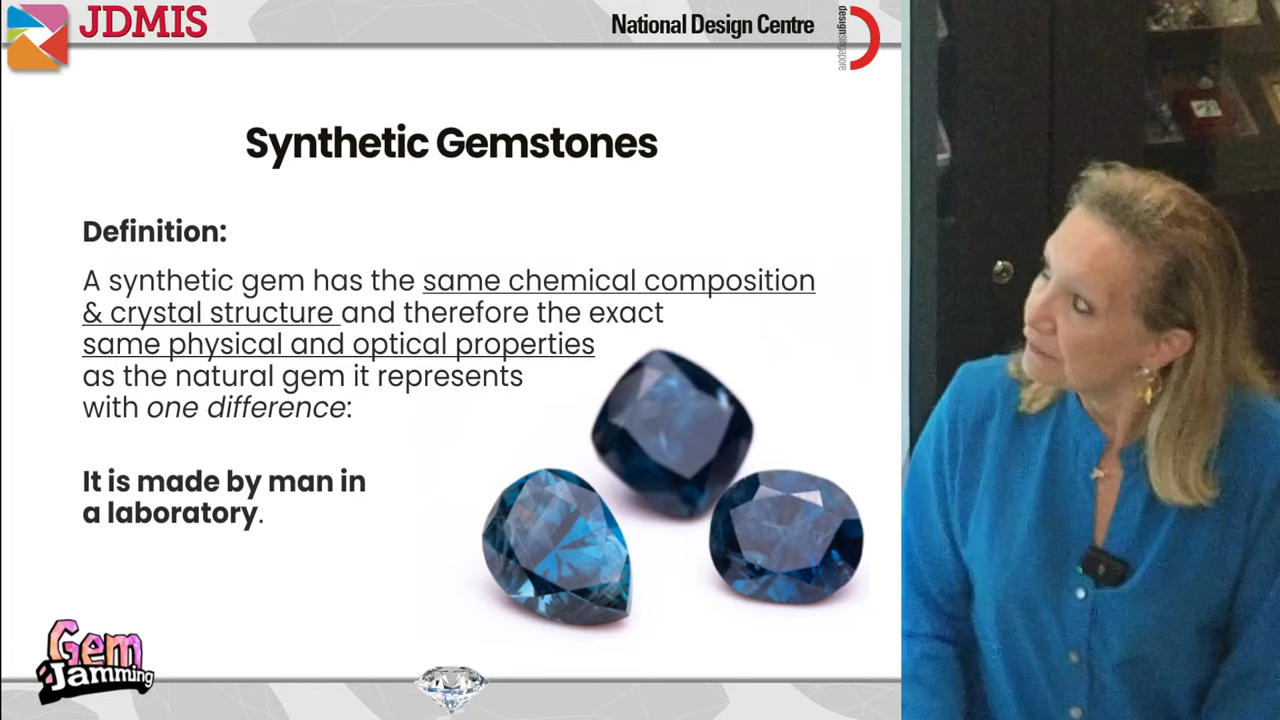 JDMIS
National Design Centre
designsingapore
Synthetic Gemstones
Definition:
A synthetic gem has the same chemical composition
& crystal structure and therefore the exact
same physical and optical properties
as the natural gem it represents
with one difference:
It is made by man in
a laboratory.
Gem
Jamming